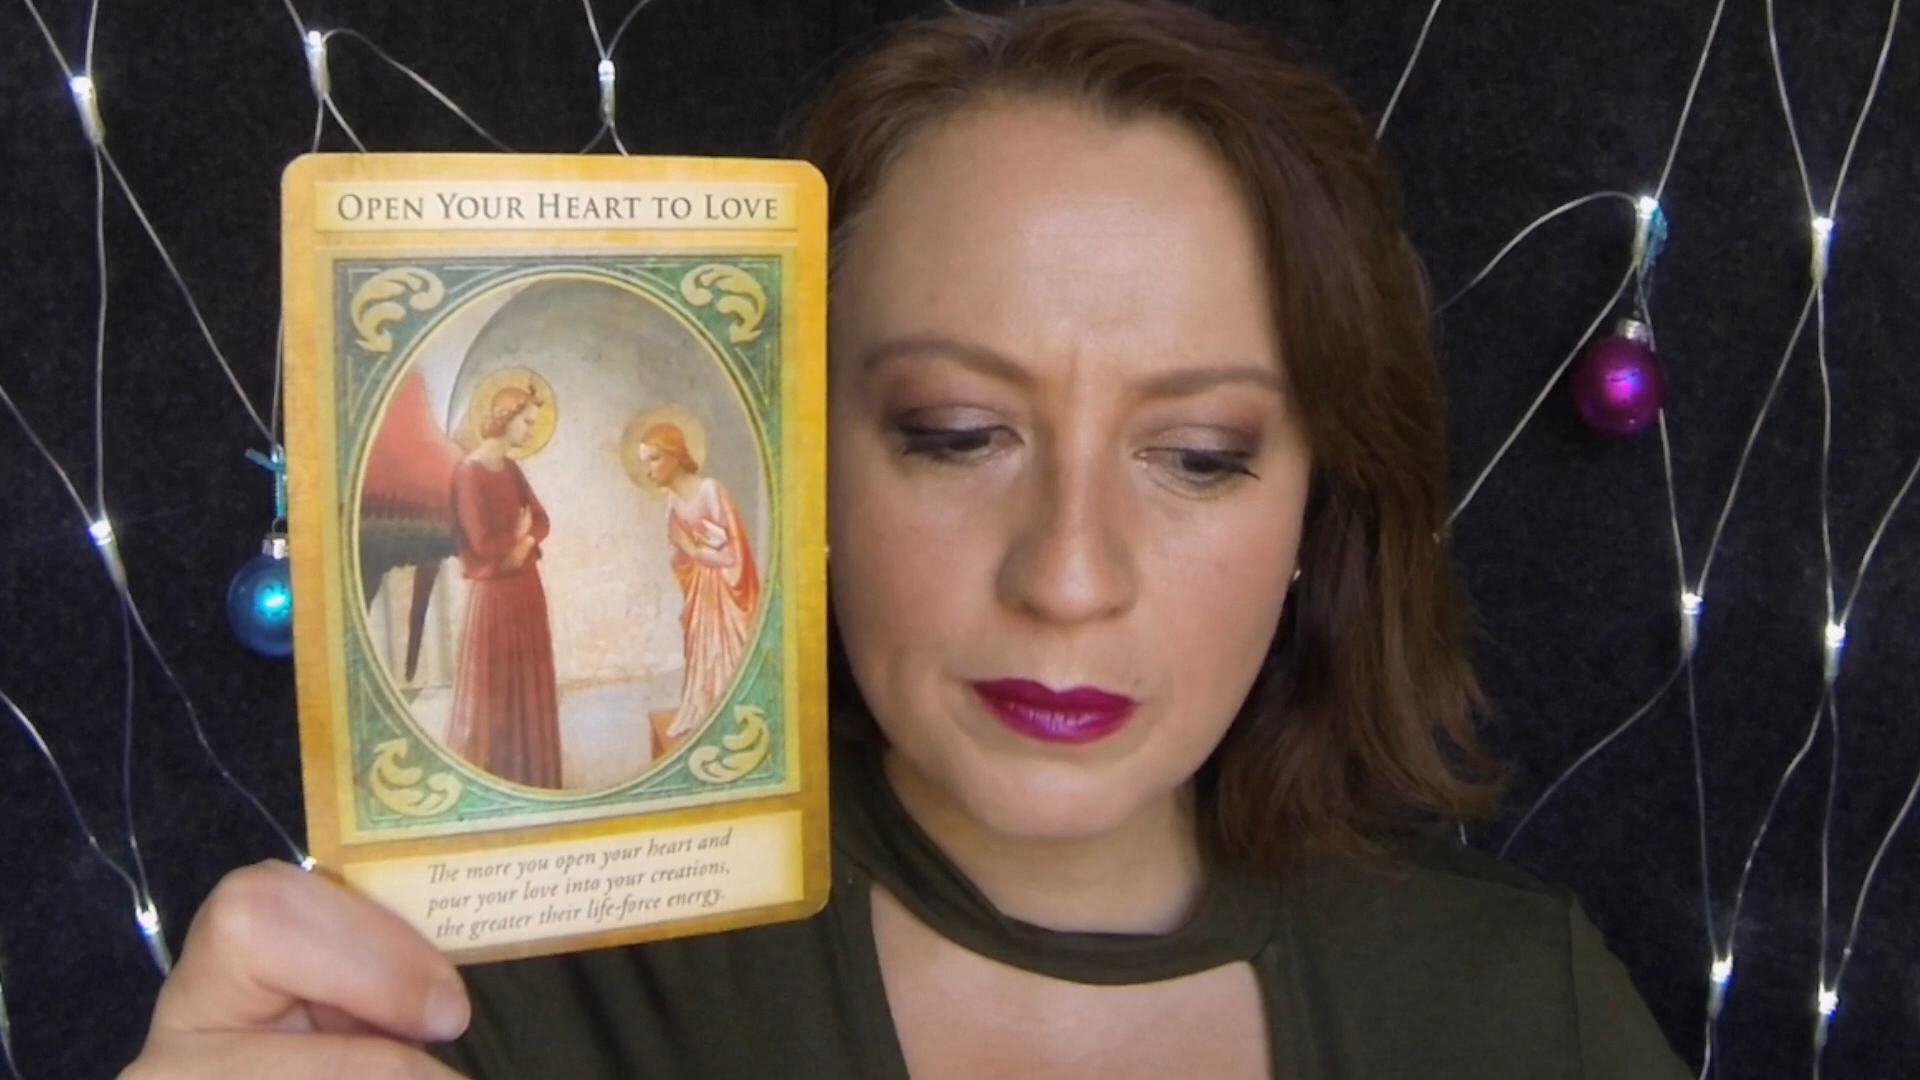 OPEN YOUR HEART TO LOVE
The more you open your heart and
pour your love into your creations,
the greater their life-force energy.